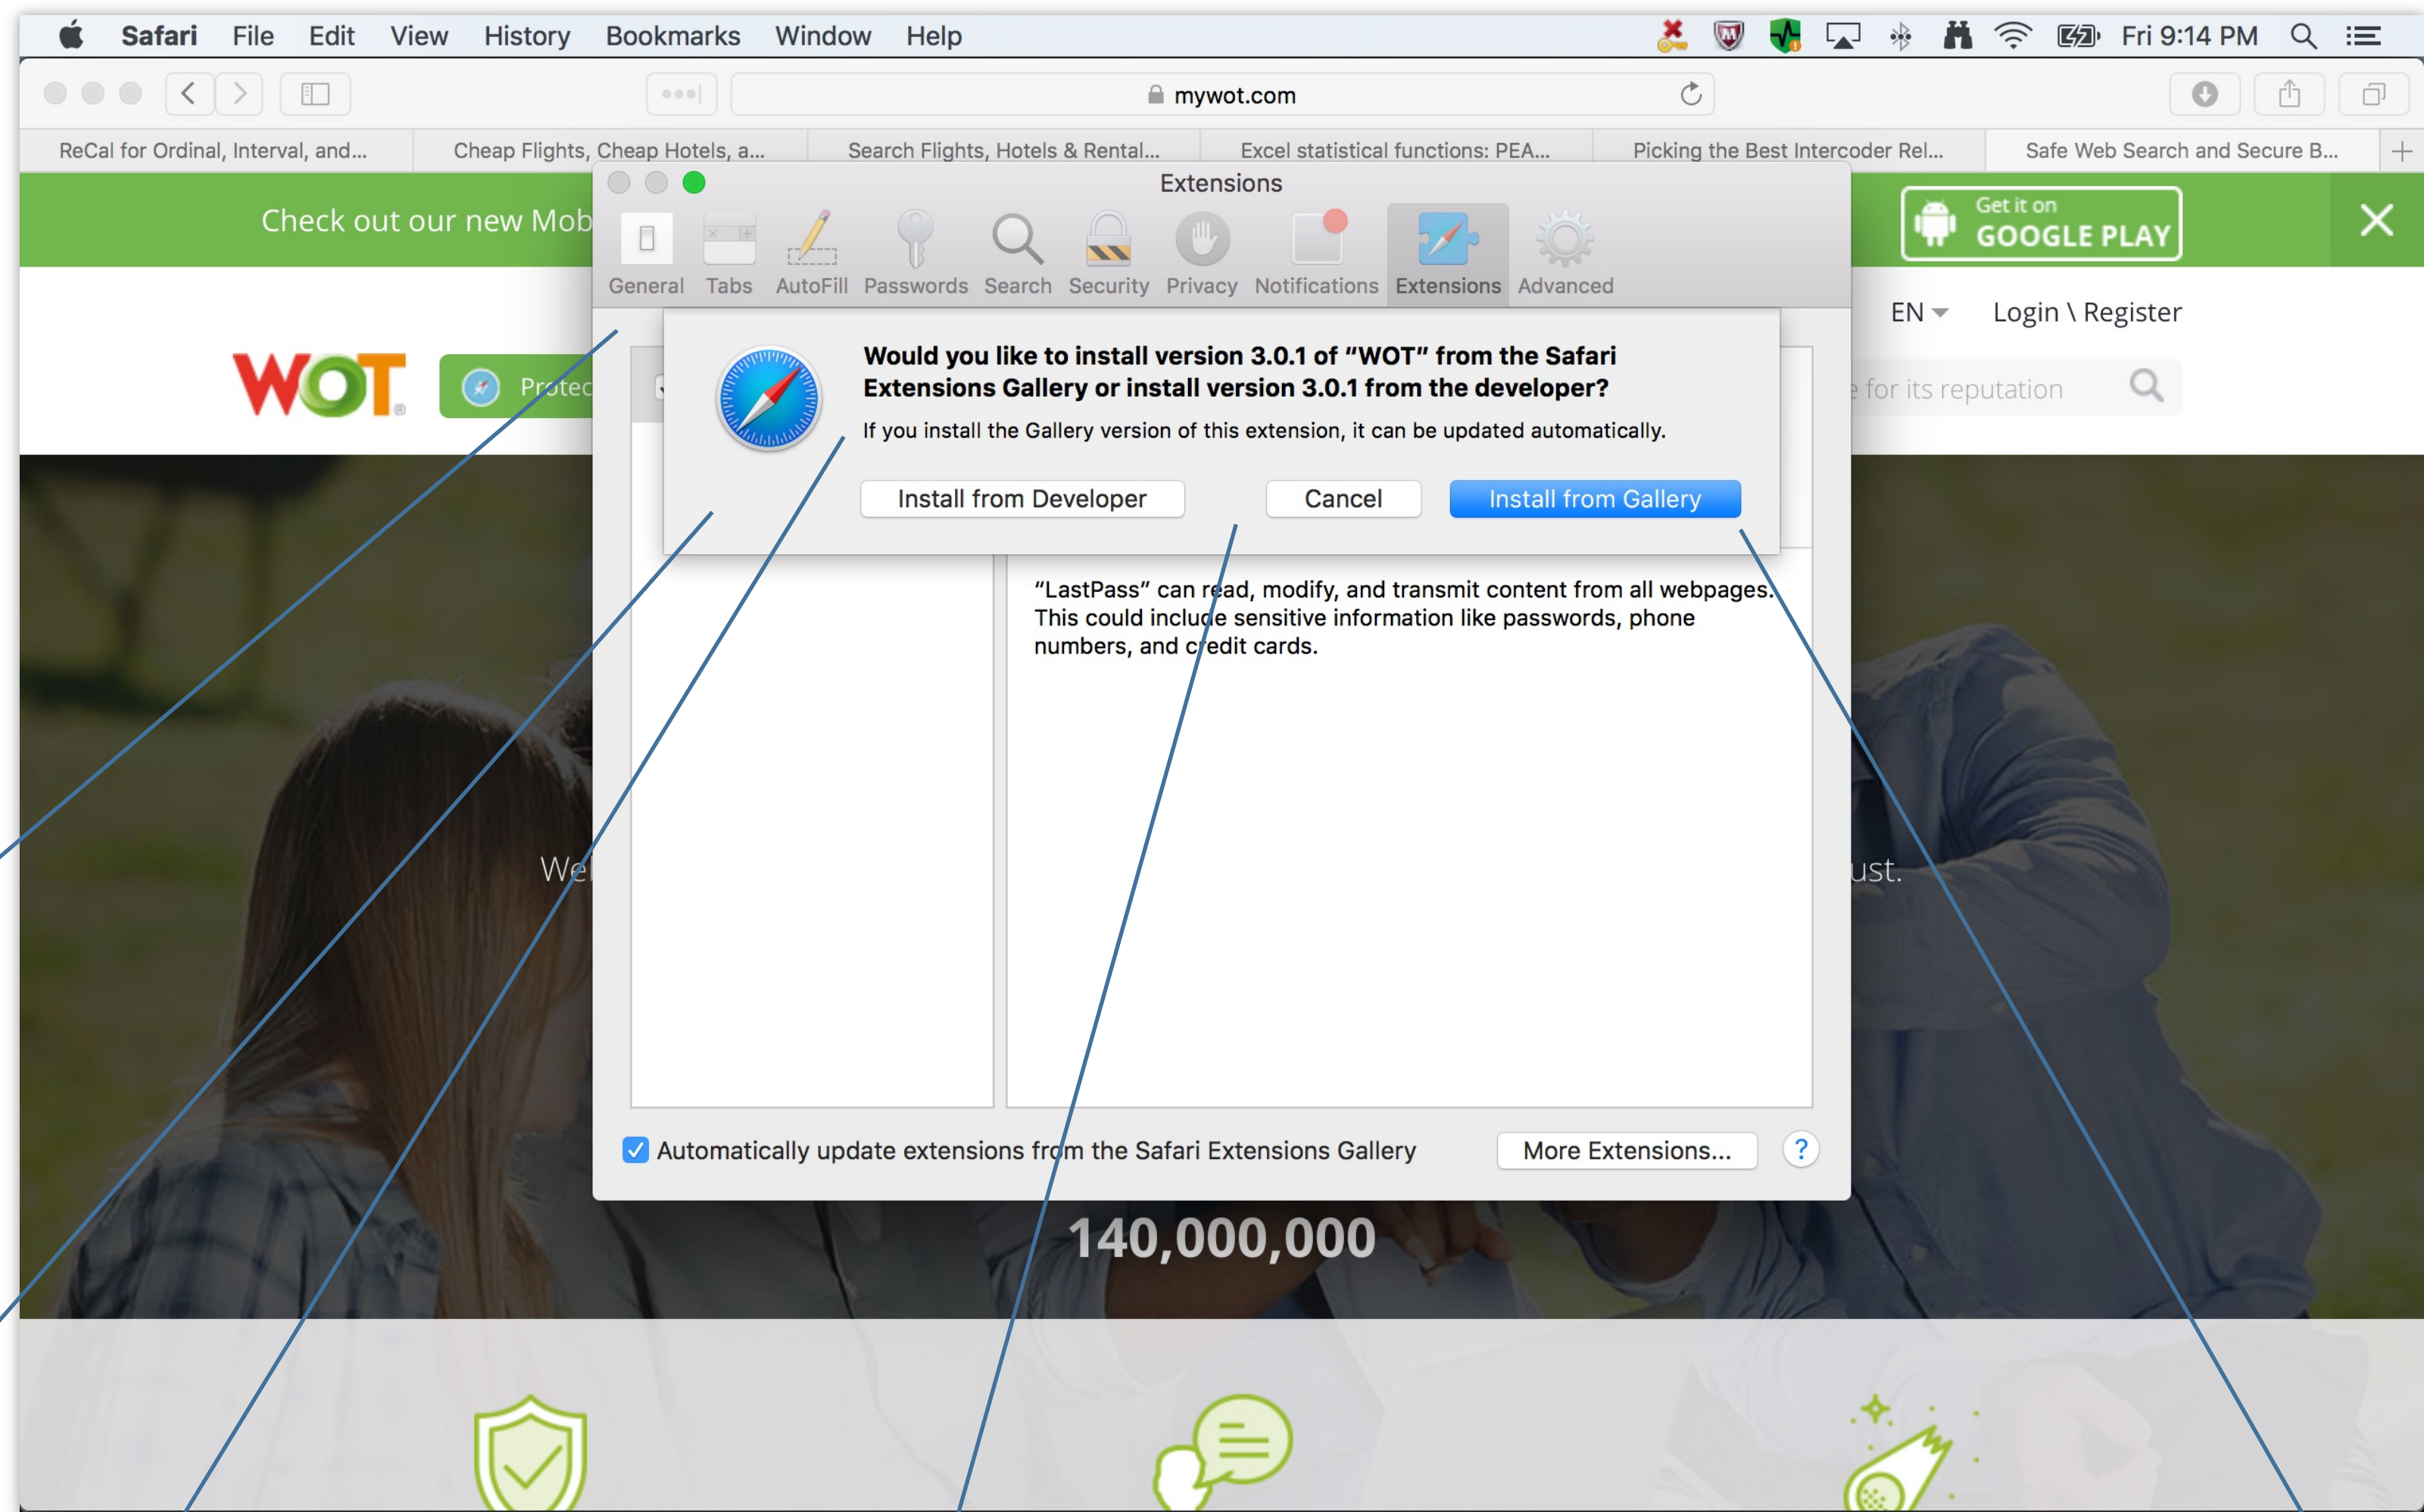 Safari File Edit View History Bookmarks Window Help Fri 9:14 PM
mywot.com
ReCal for Ordinal, Interval, and... Cheap Flights, Cheap Hotels, a... Search Flights, Hotels & Rental... Excel statistical functions: PEA... Picking the Best Intercoder Rel... Safe Web Search and Secure B...
Extensions
Check out our new Mob
Get it on
GOOGLE PLAY
General Tabs AutoFill Passwords Search Security Privacy Notifications Extensions Advanced
EN Login \ Register
WOT
Protec
Would you like to install version 3.0.1 of “WOT” from the Safari
Extensions Gallery or install version 3.0.1 from the developer?
for its reputation
If you install the Gallery version of this extension, it can be updated automatically.
Install from Developer Cancel Install from Gallery
“LastPass” can read, modify, and transmit content from all webpages.
This could include sensitive information like passwords, phone
numbers, and credit cards.
Wel
ust.
Automatically update extensions from the Safari Extensions Gallery More Extensions... ?
140,000,000